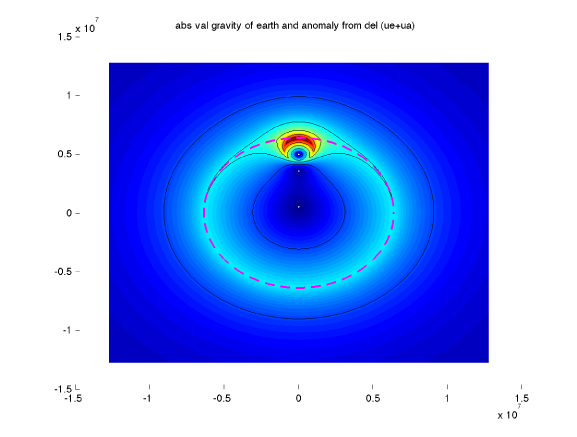 abs val gravity of earth and anomaly from del (ue+ua)
x 10^7
1.5
1
0.5
0
-0.5
-1
-1.5
-1.5 -1 -0.5 0 0.5 1 1.5
x 10^7